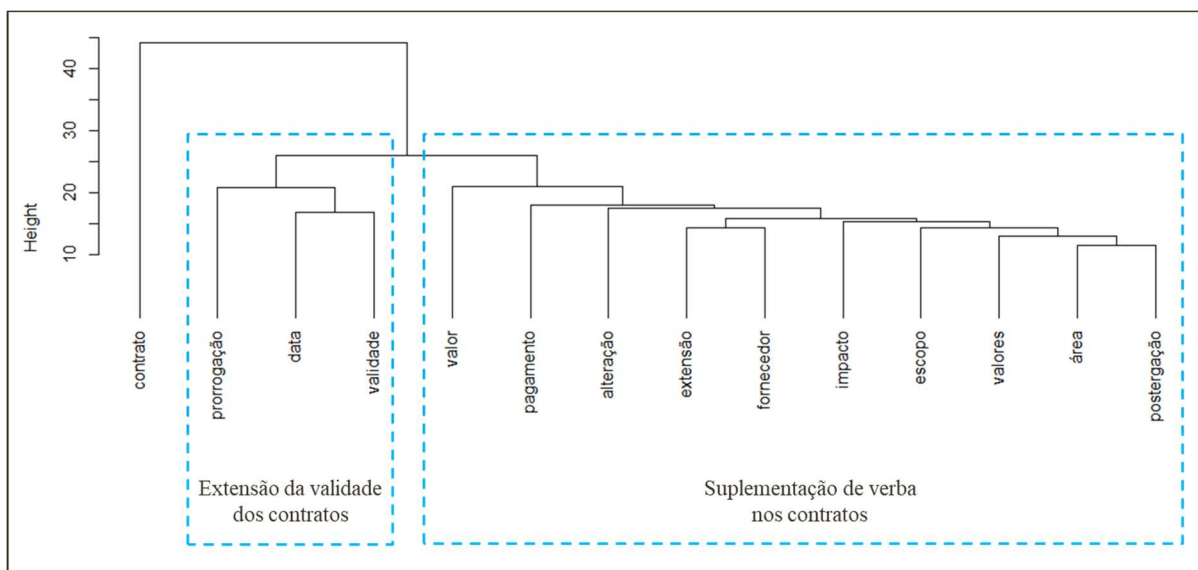 Height
40
30
20
10
contrato
prorrogação
data
validade
valor
pagamento
alteração
extensão
fornecedor
impacto
escopo
valores
área
postergação
Extensão da validade
dos contratos
Suplementação de verba
nos contratos